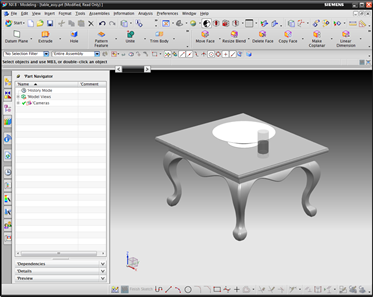 NX 8 - Modeling - [table_assy.prt (Modified, Read Only) ]
SIEMENS
File Edit View Insert Format Tools Assemblies Information Analysis Preferences Window Help
Start
Datum Plane
Extrude
Hole
Pattern Feature
Unite
Trim Body
Move Face
Resize Blend
Delete Face
Copy Face
Make Coplanar
Linear Dimension
No Selection Filter
Entire Assembly
Select objects and use MB3, or double-click an object
Part Navigator
Name
Comment
History Mode
Model Views
Cameras
Dependencies
Details
Preview